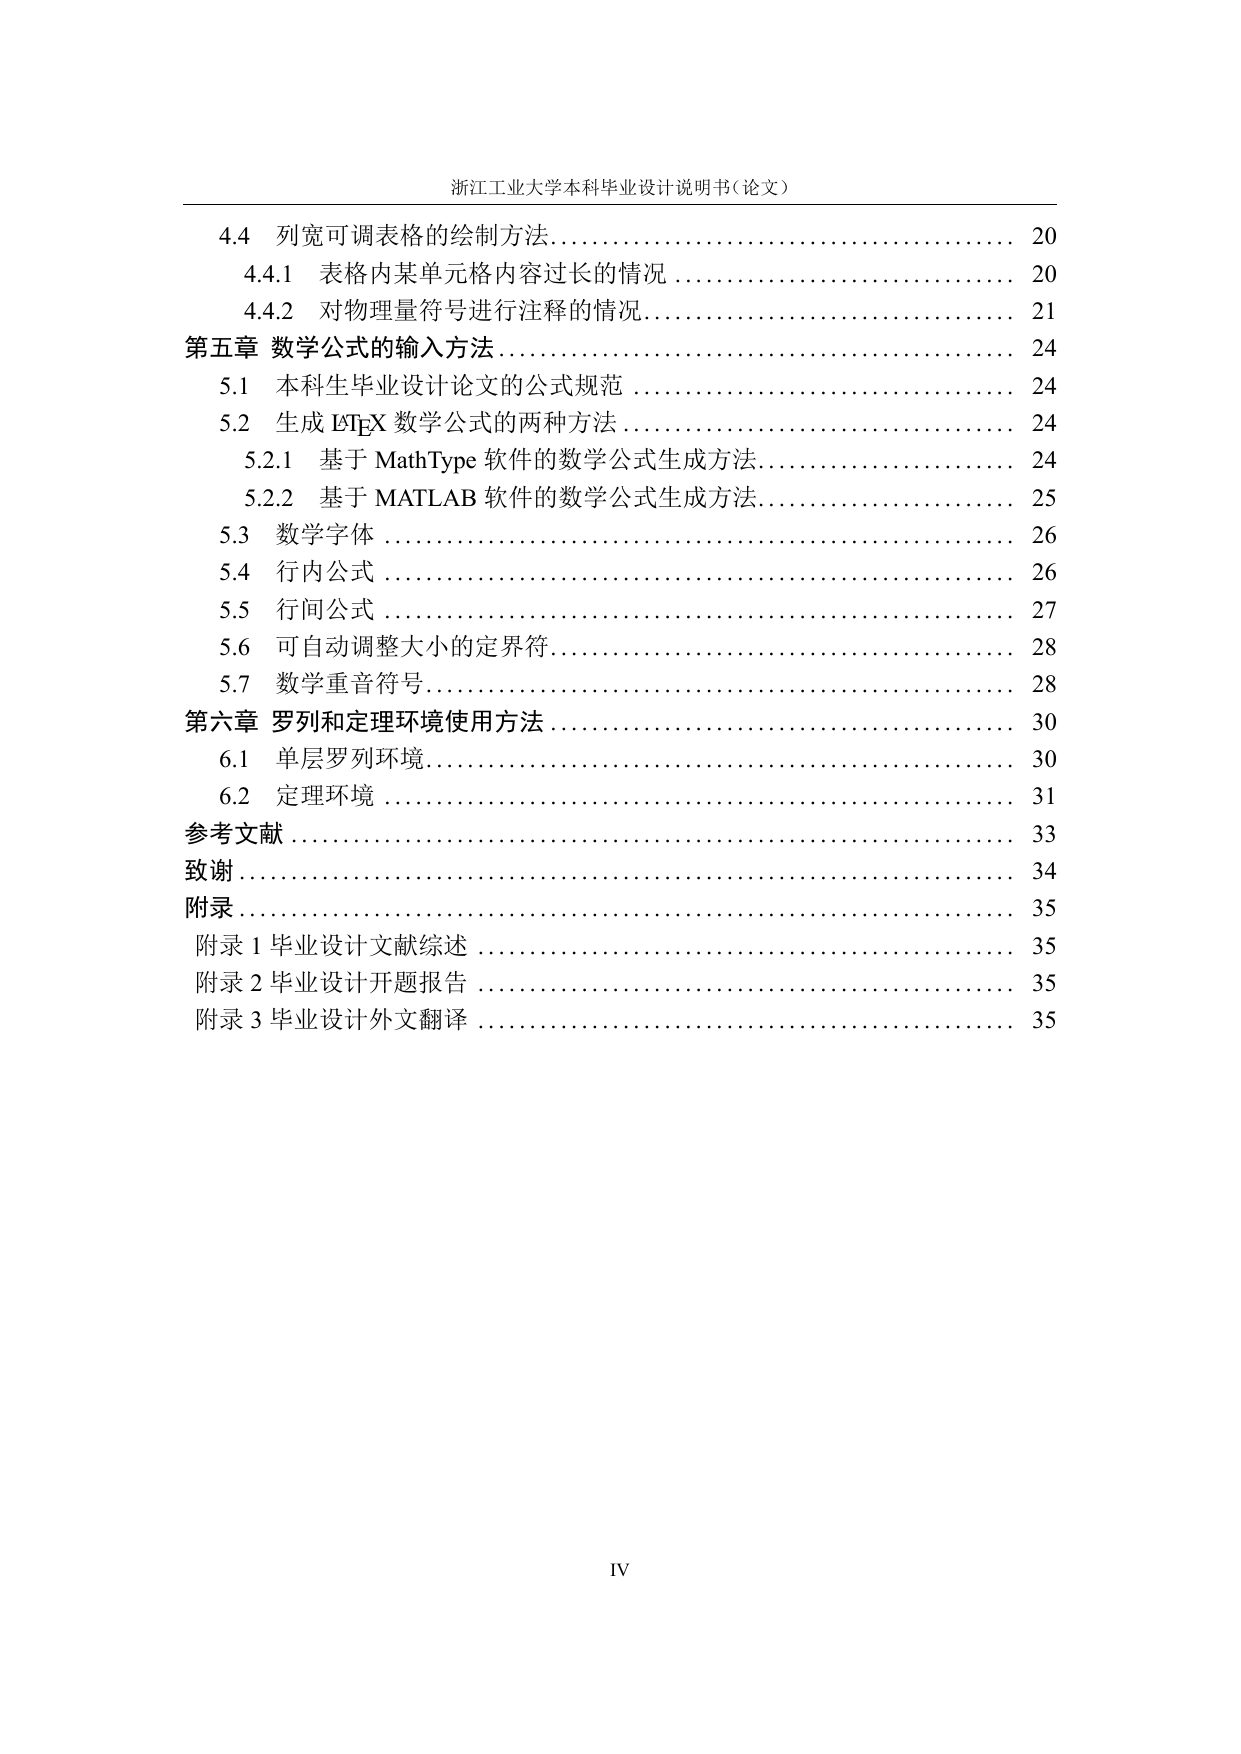 浙江工业大学本科毕业设计说明书（论文）
4.4 列宽可调表格的绘制方法............................................. 20
4.4.1 表格内某单元格内容过长的情况 ................................. 20
4.4.2 对物理量符号进行注释的情况.................................... 21
第五章 数学公式的输入方法.................................................. 24
5.1 本科生毕业设计论文的公式规范 ..................................... 24
5.2 生成 LATEX 数学公式的两种方法 ...................................... 24
5.2.1 基于 MathType 软件的数学公式生成方法......................... 24
5.2.2 基于 MATLAB 软件的数学公式生成方法......................... 25
5.3 数学字体 ............................................................. 26
5.4 行内公式 ............................................................. 26
5.5 行间公式 ............................................................. 27
5.6 可自动调整大小的定界符............................................. 28
5.7 数学重音符号......................................................... 28
第六章 罗列和定理环境使用方法 ............................................. 30
6.1 单层罗列环境......................................................... 30
6.2 定理环境 ............................................................. 31
参考文献 ...................................................................... 33
致谢........................................................................... 34
附录........................................................................... 35
附录 1 毕业设计文献综述 .................................................... 35
附录 2 毕业设计开题报告 .................................................... 35
附录 3 毕业设计外文翻译 .................................................... 35
IV